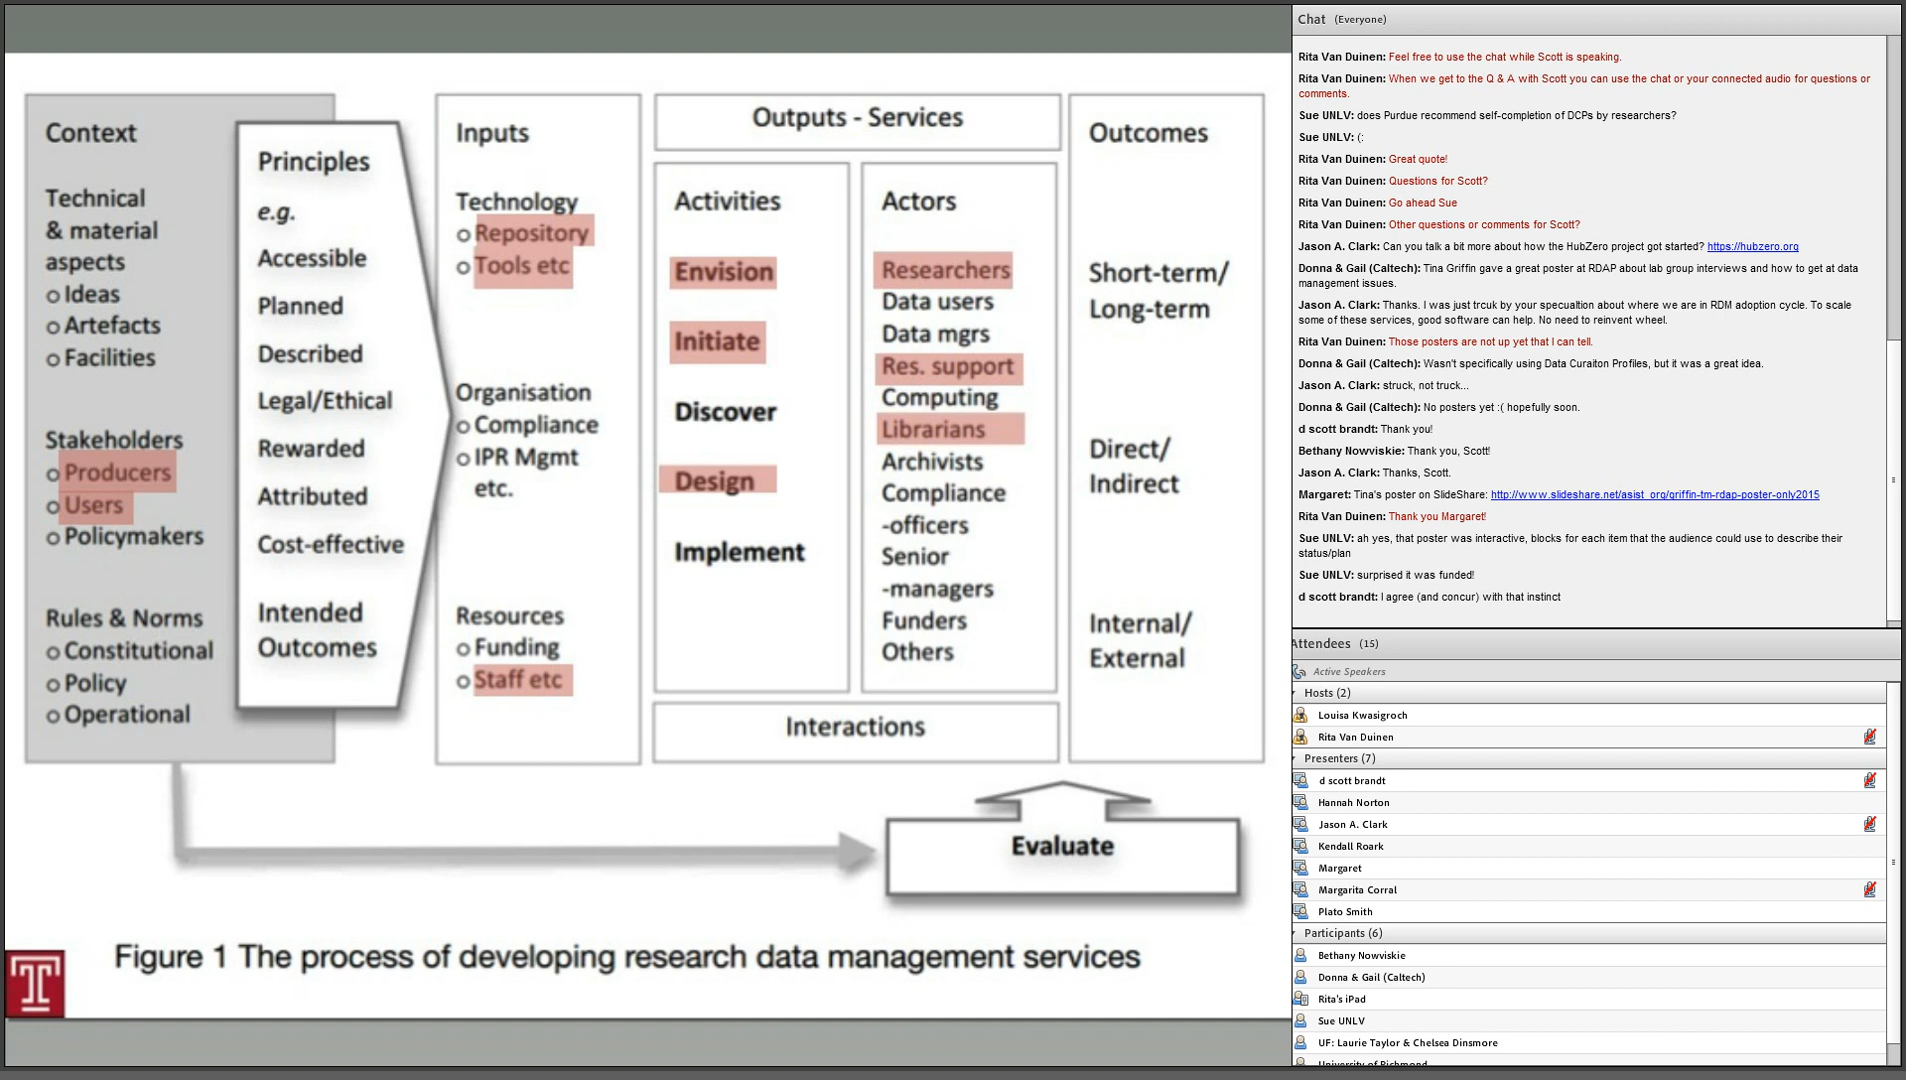 Context
Technical
& material
aspects
o Ideas
o Artefacts
o Facilities
Stakeholders
o Producers
o Users
o Policymakers
Rules & Norms
o Constitutional
o Policy
o Operational
Principles
e.g.
Accessible
Planned
Described
Legal/Ethical
Rewarded
Attributed
Cost-effective
Intended
Outcomes
Inputs
Technology
o Repository
o Tools etc
Organisation
o Compliance
o IPR Mgmt
etc.
Resources
o Funding
o Staff etc
Outputs - Services
Activities
Envision
Initiate
Discover
Design
Implement
Actors
Researchers
Data users
Data mgrs
Res. support
Computing
Librarians
Archivists
Compliance
-officers
Senior
-managers
Funders
Others
Interactions
Outcomes
Short-term/
Long-term
Direct/
Indirect
Internal/
External
Evaluate
T
Figure 1 The process of developing research data management services
Chat (Everyone)
Rita Van Duinen: Feel free to use the chat while Scott is speaking.
Rita Van Duinen: When we get to the Q & A with Scott you can use the chat or your connected audio for questions or
comments.
Sue UNLV: does Purdue recommend self-completion of DCPs by researchers?
Sue UNLV: (:
Rita Van Duinen: Great quote!
Rita Van Duinen: Questions for Scott?
Rita Van Duinen: Go ahead Sue
Rita Van Duinen: Other questions or comments for Scott?
Jason A. Clark: Can you talk a bit more about how the HubZero project got started? https://hubzero.org
Donna & Gail (Caltech): Tina Griffin gave a great poster at RDAP about lab group interviews and how to get at data
management issues.
Jason A. Clark: Thanks. I was just trcuk by your specualtion about where we are in RDM adoption cycle. To scale
some of these services, good software can help. No need to reinvent wheel.
Rita Van Duinen: Those posters are not up yet that I can tell.
Donna & Gail (Caltech): Wasn't specifically using Data Curaiton Profiles, but it was a great idea.
Jason A. Clark: struck, not truck...
Donna & Gail (Caltech): No posters yet :( hopefully soon.
d scott brandt: Thank you!
Bethany Nowviskie: Thank you, Scott!
Jason A. Clark: Thanks, Scott.
Margaret: Tina's poster on SlideShare: http://www.slideshare.net/asist_org/griffin-tm-rdap-poster-only2015
Rita Van Duinen: Thank you Margaret!
Sue UNLV: ah yes, that poster was interactive, blocks for each item that the audience could use to describe their
status/plan
Sue UNLV: surprised it was funded!
d scott brandt: I agree (and concur) with that instinct
Attendees (15)
Active Speakers
Hosts (2)
Louisa Kwasigroch
Rita Van Duinen
Presenters (7)
d scott brandt
Hannah Norton
Jason A. Clark
Kendall Roark
Margaret
Margarita Corral
Plato Smith
Participants (6)
Bethany Nowviskie
Donna & Gail (Caltech)
Rita's iPad
Sue UNLV
UF: Laurie Taylor & Chelsea Dinsmore
University of Richmond